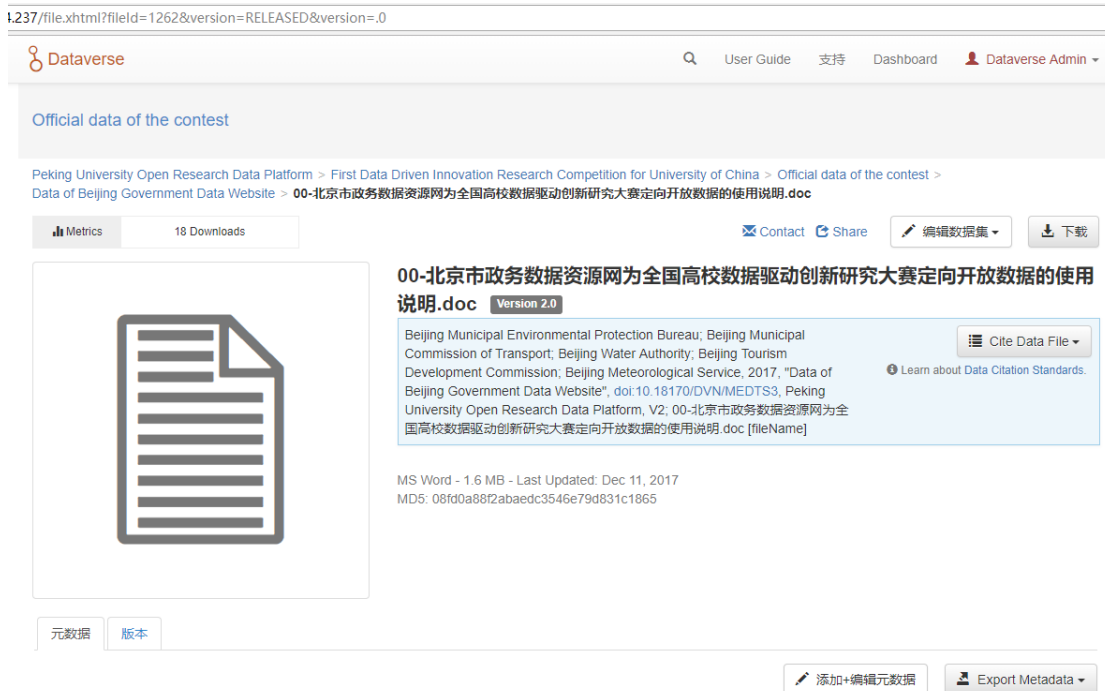 4.237/file.xhtml?fileId=1262&version=RELEASED&version=.0
Dataverse
User Guide 支持 Dashboard Dataverse Admin
Official data of the contest
Peking University Open Research Data Platform > First Data Driven Innovation Research Competition for University of China > Official data of the contest >
Data of Beijing Government Data Website > 00-北京市政务数据资源网为全国高校数据驱动创新研究大赛定向开放数据的使用说明.doc
Metrics 18 Downloads
Contact Share 编辑数据集 下载
00-北京市政务数据资源网为全国高校数据驱动创新研究大赛定向开放数据的使用
说明.doc Version 2.0
Beijing Municipal Environmental Protection Bureau; Beijing Municipal
Commission of Transport; Beijing Water Authority; Beijing Tourism
Development Commission; Beijing Meteorological Service, 2017, "Data of
Beijing Government Data Website", doi:10.18170/DVN/MEDTS3, Peking
University Open Research Data Platform, V2; 00-北京市政务数据资源网为全
国高校数据驱动创新研究大赛定向开放数据的使用说明.doc [fileName]
Cite Data File
Learn about Data Citation Standards.
MS Word - 1.6 MB - Last Updated: Dec 11, 2017
MD5: 08fd0a88f2abaedc3546e79d831c1865
元数据 版本
添加+编辑元数据 Export Metadata